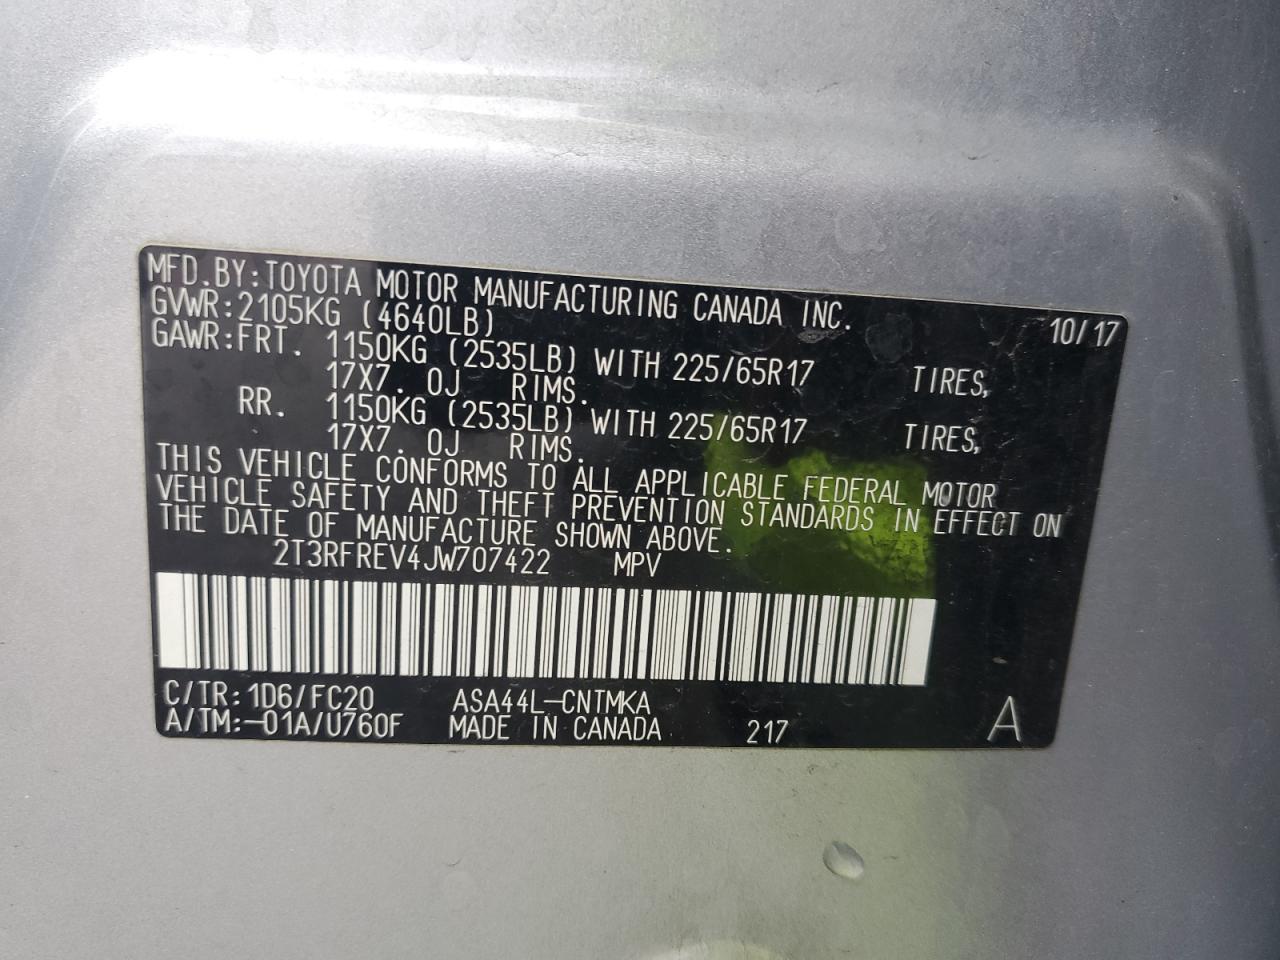 MFD.BY:TOYOTA MOTOR MANUFACTURING CANADA INC. 10/17
GVWR:2105KG (4640LB)
GAWR:FRT. 1150KG (2535LB) WITH 225/65R17 TIRES,
17X7. 0J RIMS.
RR. 1150KG (2535LB) WITH 225/65R17 TIRES,
17X7. 0J RIMS.
THIS VEHICLE CONFORMS TO ALL APPLICABLE FEDERAL MOTOR
VEHICLE SAFETY AND THEFT PREVENTION STANDARDS IN EFFECT ON
THE DATE OF MANUFACTURE SHOWN ABOVE.
2T3RFREV4JW707422 MPV
C/TR:1D6/FC20 ASA44L-CNTMKA
A/TM:-01A/U760F MADE IN CANADA 217 A